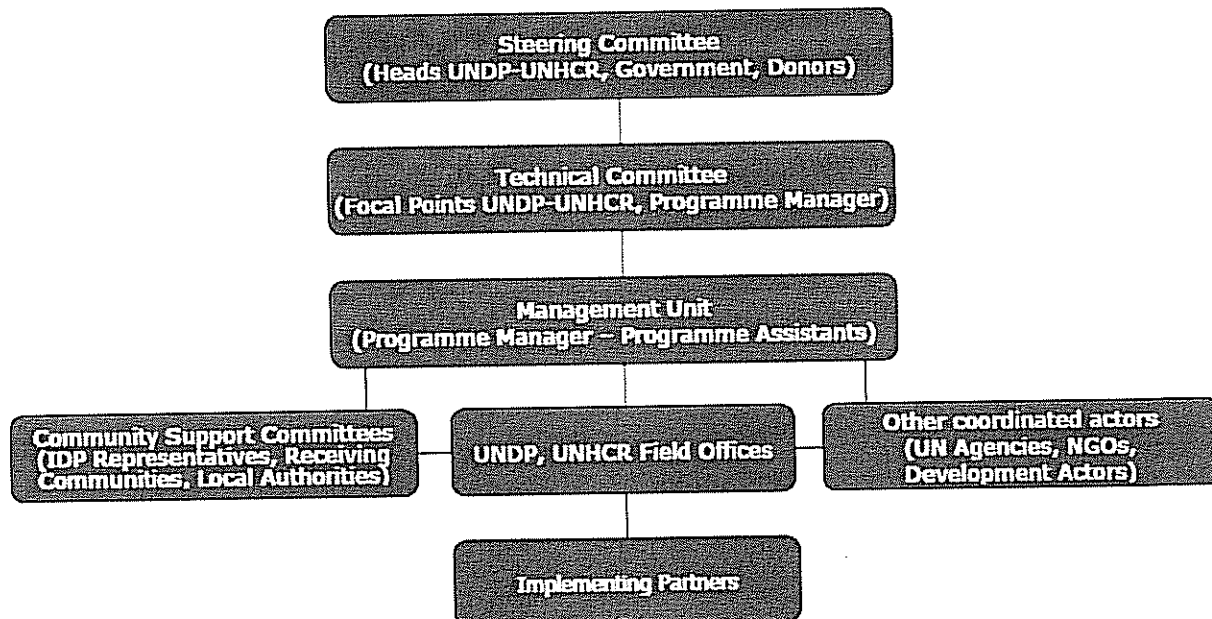 Steering Committee
(Heads UNDP-UNHCR, Government, Donors)
Technical Committee
(Focal Points UNDP-UNHCR, Programme Manager)
Management Unit
(Programme Manager – Programme Assistants)
Community Support Committees
(IDP Representatives, Receiving
Communities, Local Authorities)
UNDP, UNHCR Field Offices
Other coordinated actors
(UN Agencies, NGOs,
Development Actors)
Implementing Partners